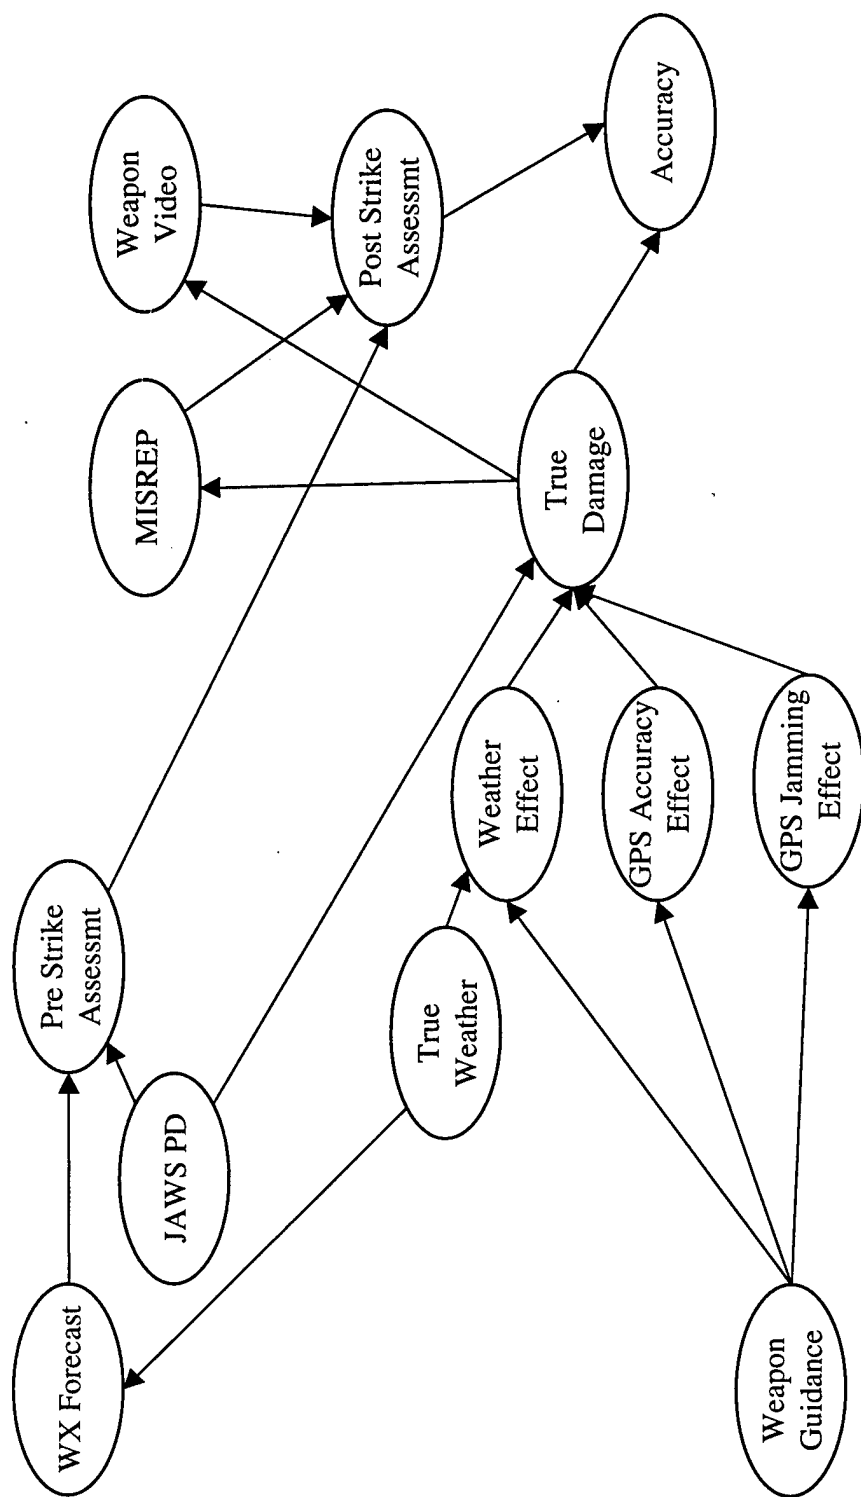 WX Forecast
Pre Strike
Assessmt
JAWS PD
MISREP
Weapon
Video
Post Strike
Assessmt
True
Weather
Weather
Effect
True
Damage
Accuracy
GPS Accuracy
Effect
Weapon
Guidance
GPS Jamming
Effect